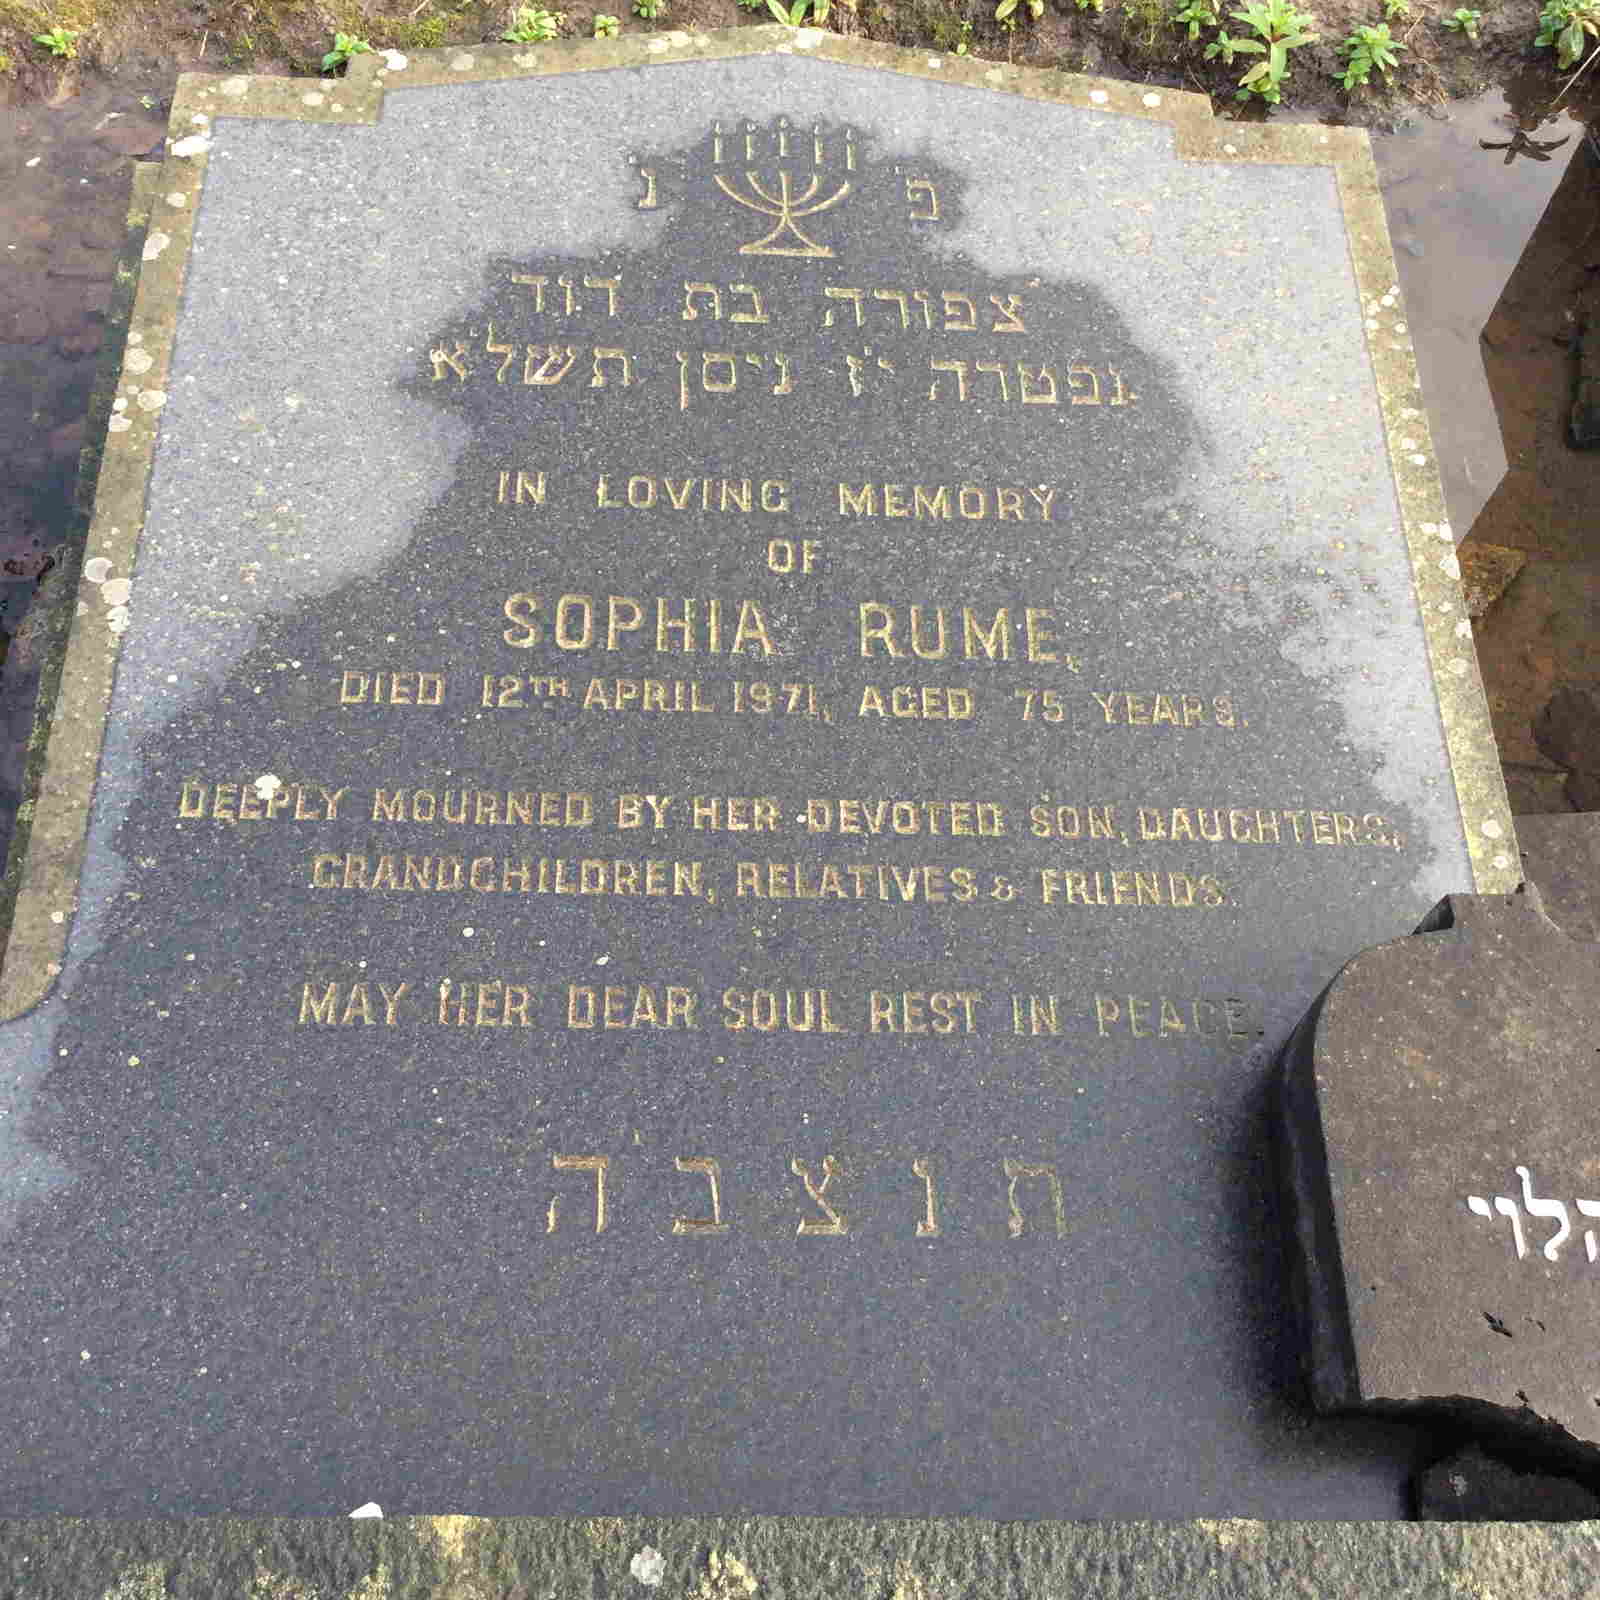 פ נ
צפורה בת דוד
נפטרה י'ז ניסן תשל'א
IN LOVING MEMORY
OF
SOPHIA RUME,
DIED 12TH APRIL 1971, AGED 75 YEARS.
DEEPLY MOURNED BY HER DEVOTED SON, DAUGHTERS,
GRANDCHILDREN, RELATIVES & FRIENDS.
MAY HER DEAR SOUL REST IN PEACE.
ת נ צ ב ה
הלוי